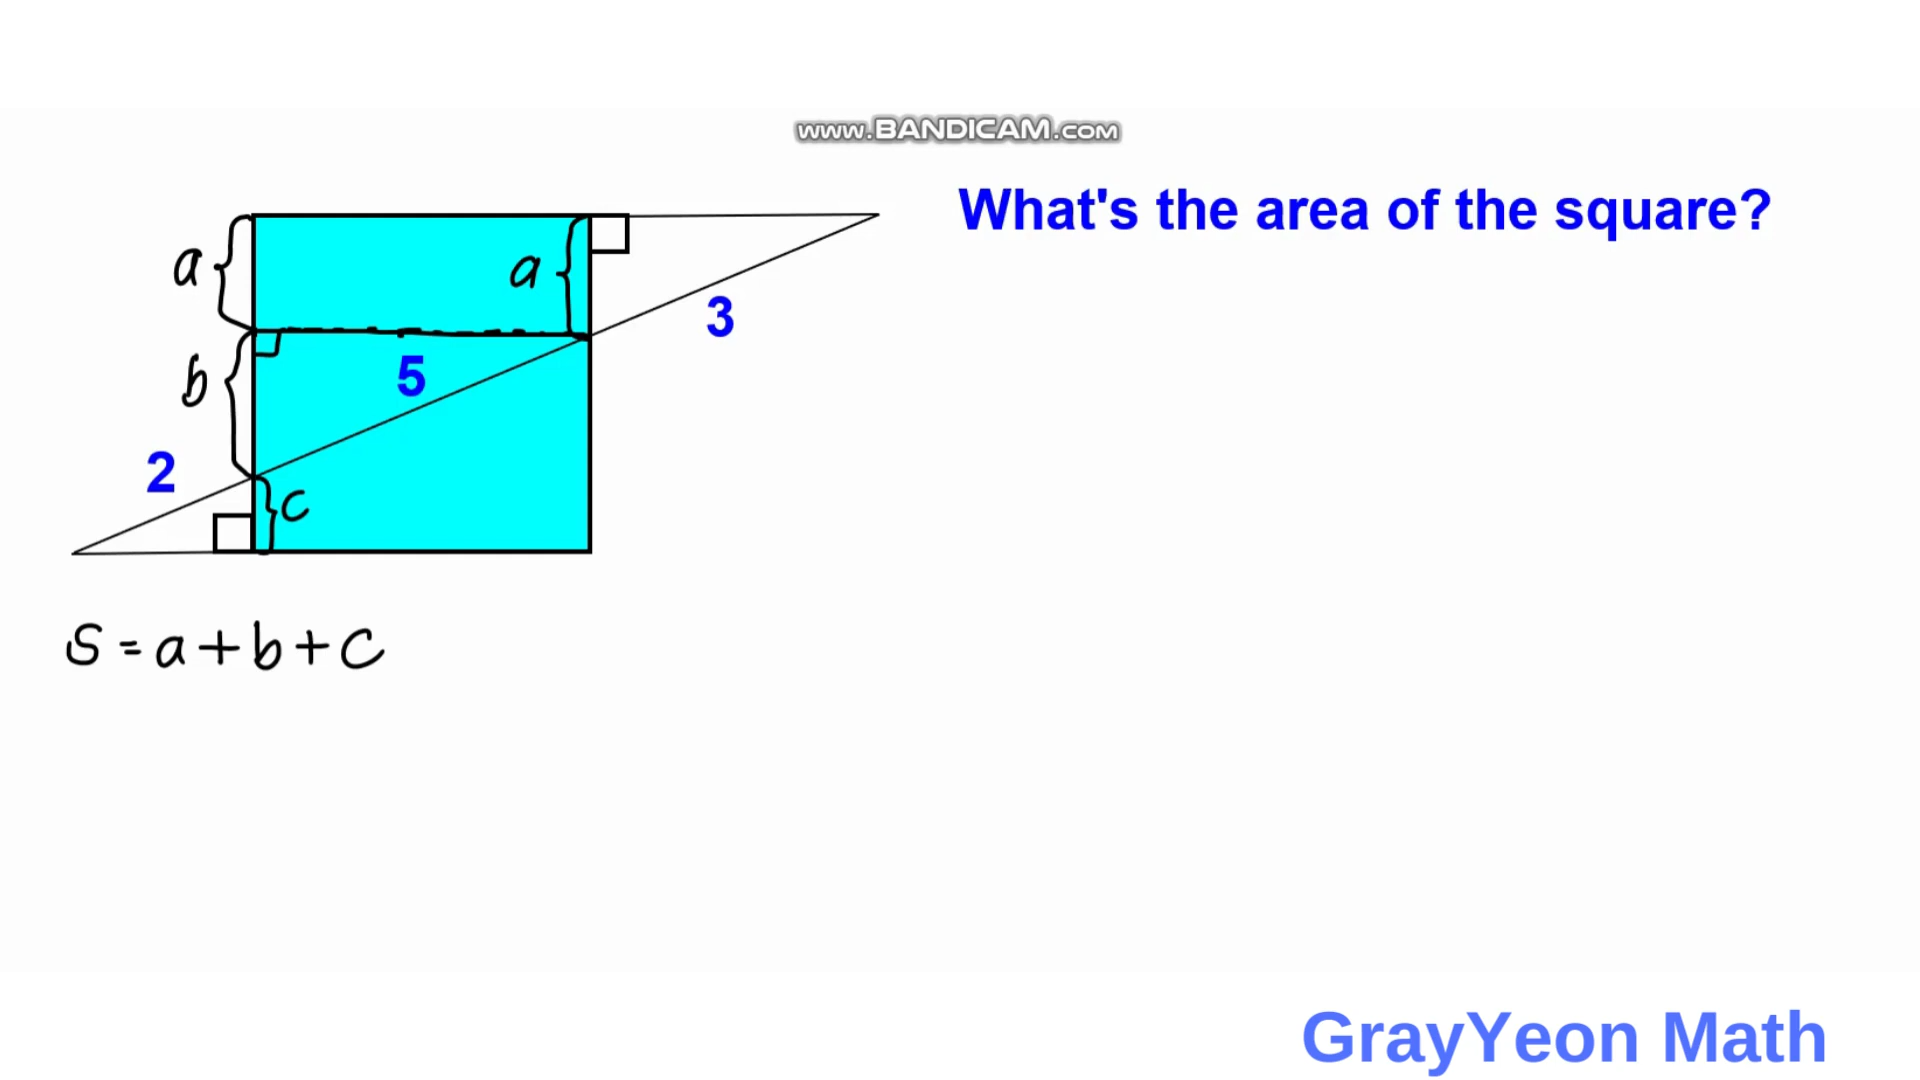 www.BANDICAM.com
What's the area of the square?
a
a
3
b
5
2
c
s = a + b + c
GrayYeon Math